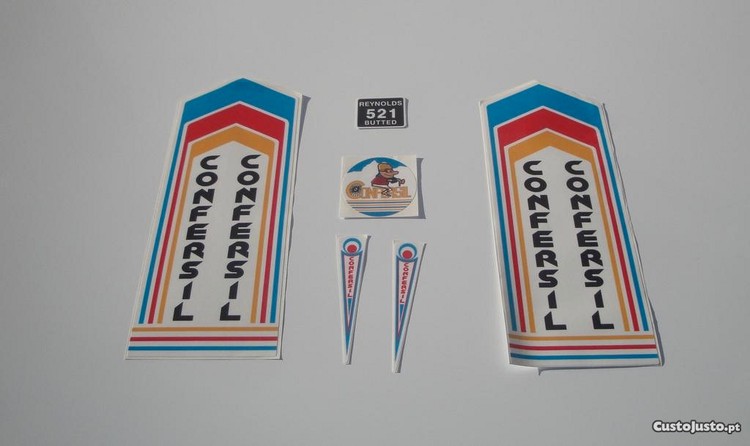 CONFERSIL
CONFERSIL
REYNOLDS
521
BUTTED
CONFERSIL
CONFERSIL
CONFERSIL
CONFERSIL
CustoJusto.pt